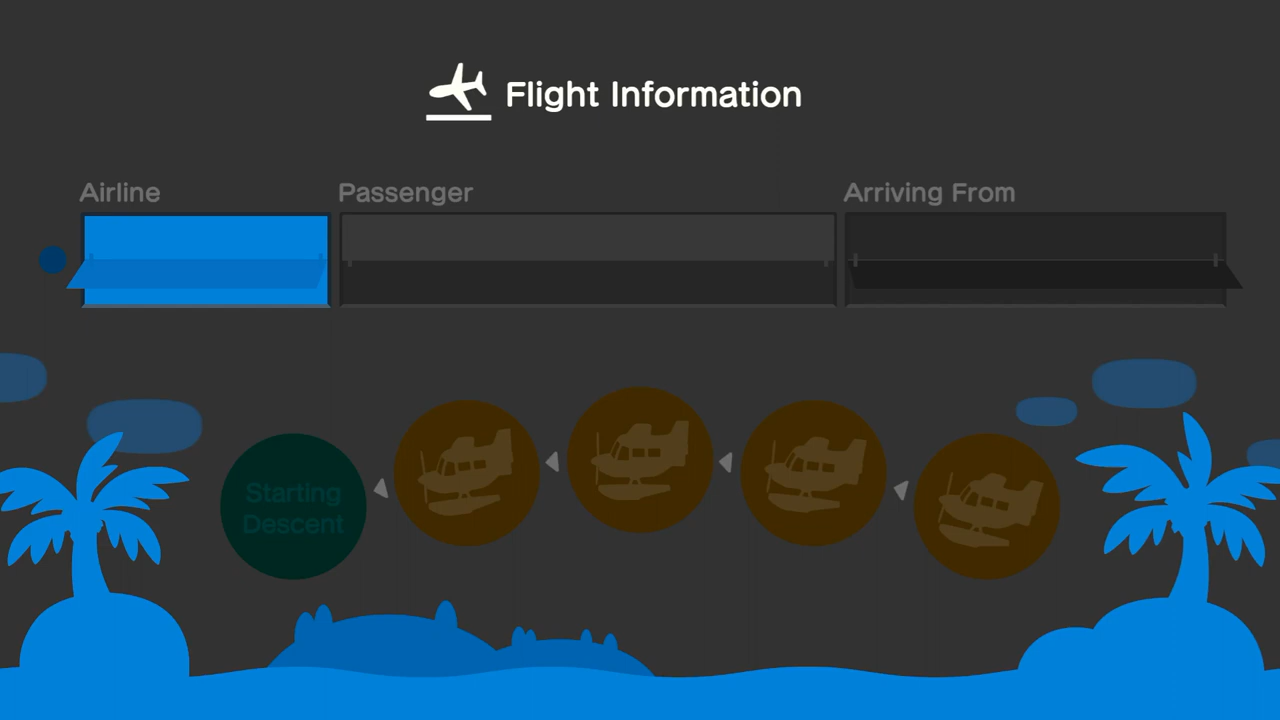 Flight Information
Airline
Passenger
Arriving From
Starting
Descent